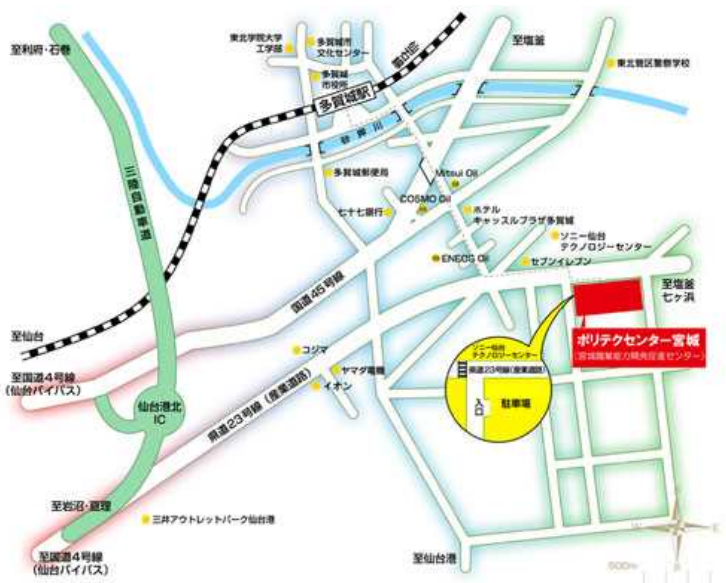 至利府・石巻
東北学院大学
工学部
多賀城市
文化センター
多賀城
市役所
至塩釜
東北管区警察学校
多賀城駅
砂押川
三陸自動車道
多賀城郵便局
Mitsui Oil
COSMO Oil
七十七銀行
ホテル
キャッスルプラザ多賀城
ソニー仙台
テクノロジーセンター
ENEOS Oil
セブンイレブン
国道45号線
至塩釜
七ヶ浜
至仙台
ポリテクセンター宮城
(宮城職業能力開発促進センター)
コジマ
ヤマダ電機
イオン
ソニー仙台
テクノロジーセンター
県道23号線(産業道路)
入口
駐車場
至国道4号線
(仙台バイパス)
仙台港北
IC
県道23号線(産業道路)
至岩沼・亘理
三井アウトレットパーク仙台港
至国道4号線
(仙台バイパス)
至仙台港
W
E
S
500m